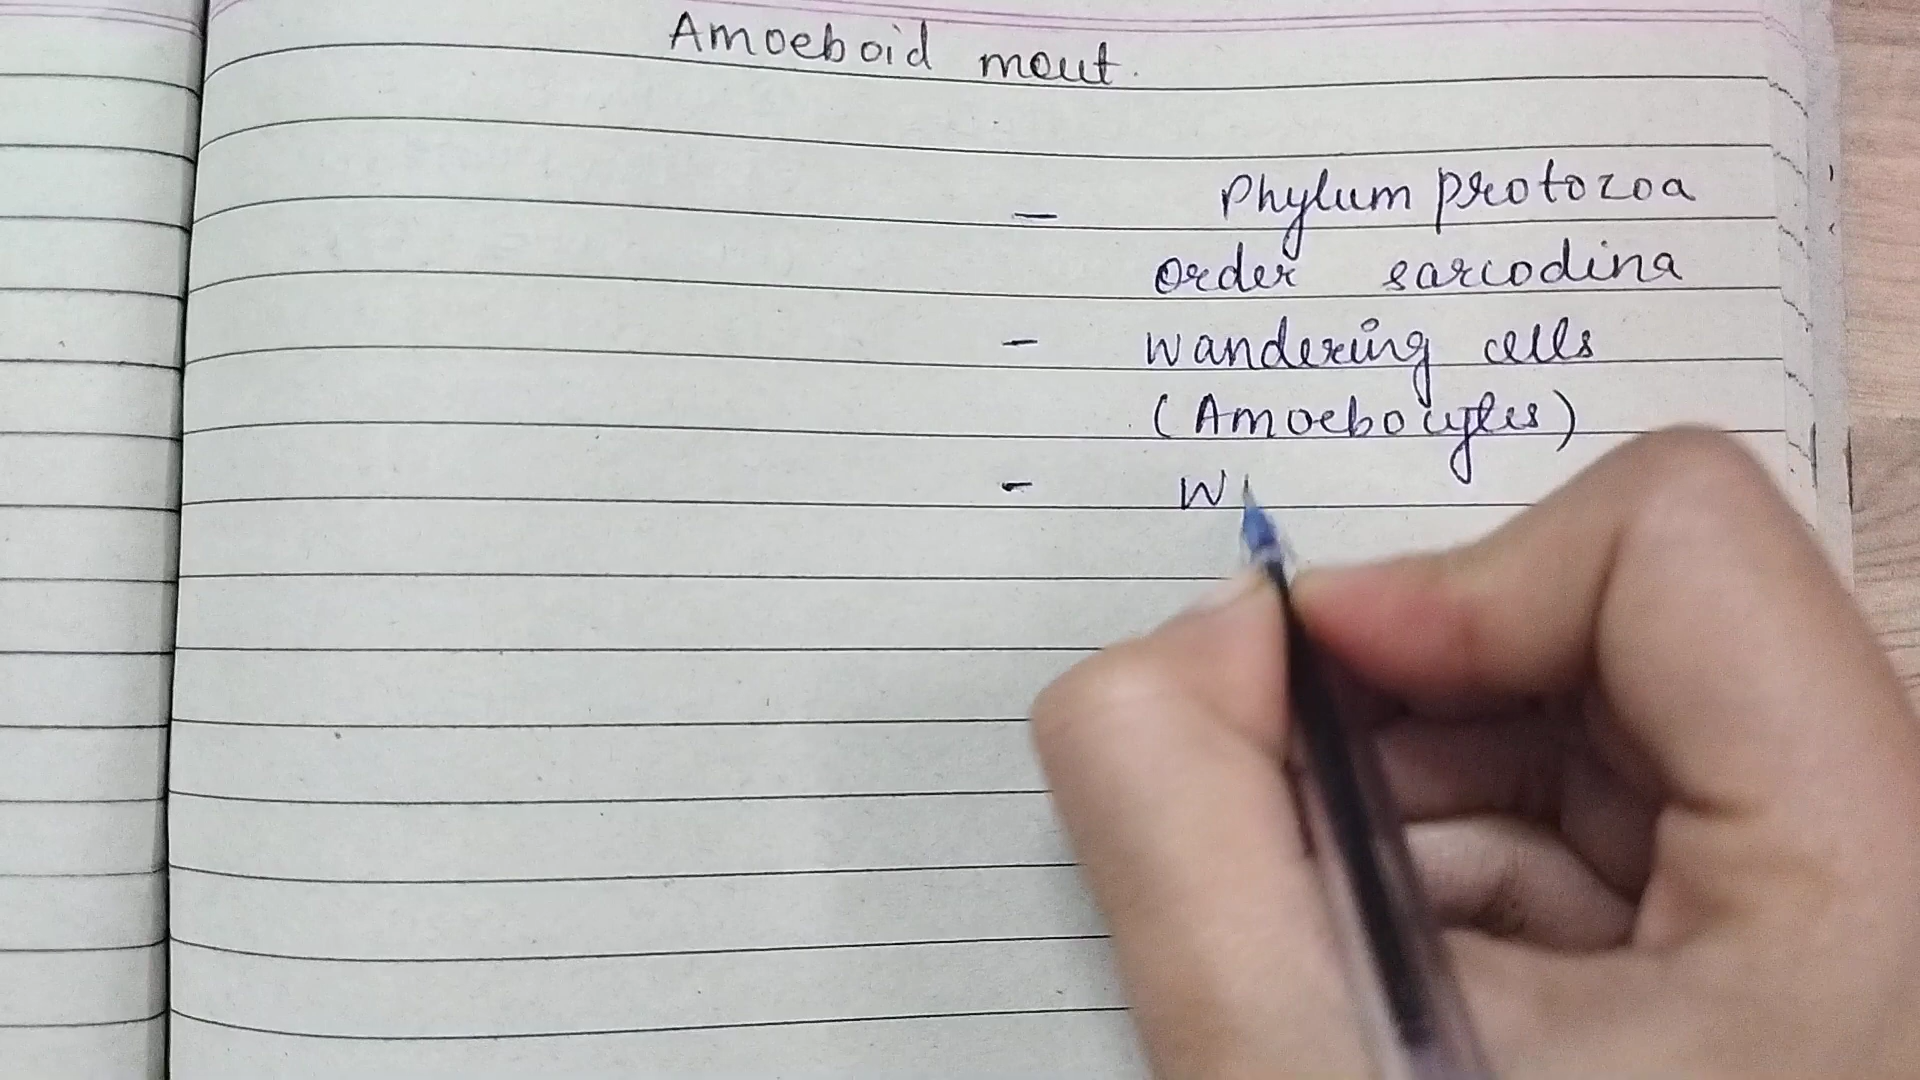 Amoeboid movt.
– Phylum protozoa
order sarcodina
– Wandering cells
(Amoebocytes)
– W